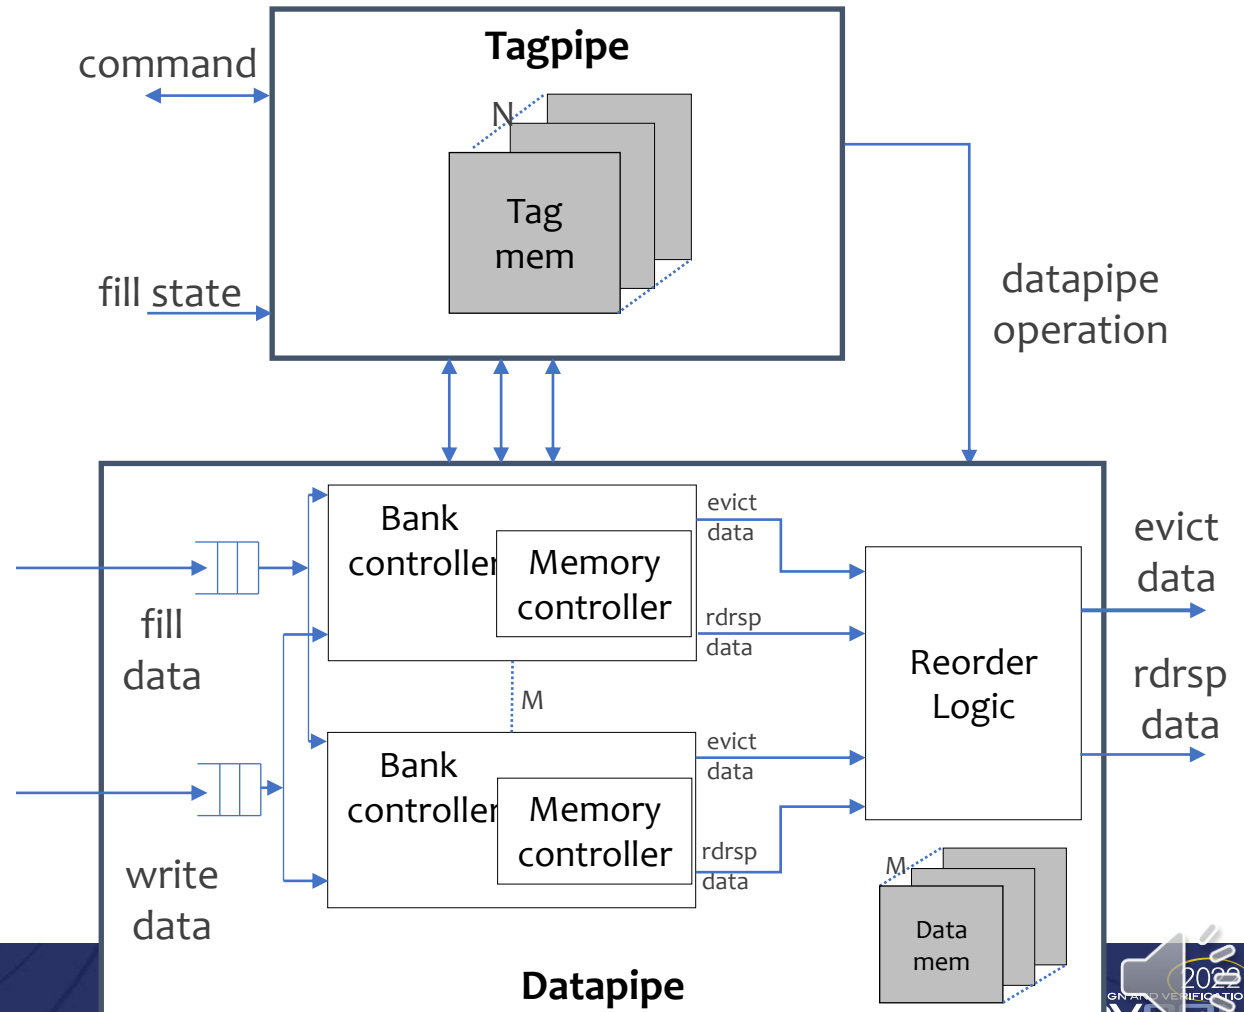 Tagpipe
command
N
Tag
mem
fill state
datapipe
operation
Bank
controller
Memory
controller
evict
data
rdrsp
data
fill
data
M
Bank
controller
Memory
controller
evict
data
rdrsp
data
write
data
Reorder
Logic
evict
data
rdrsp
data
M
Data
mem
Datapipe
2022